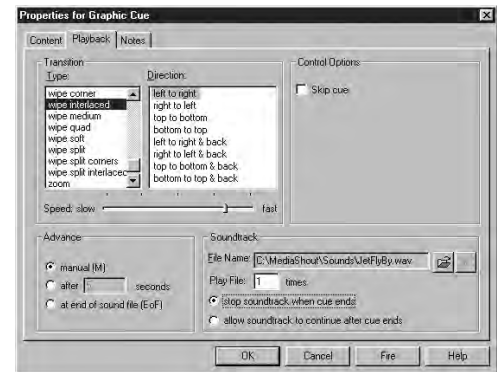 Properties for Graphic Cue
Content Playback Notes
Transition
Type:
wipe corner
wipe interlaced
wipe medium
wipe quad
wipe soft
wipe split
wipe split corners
wipe split interlaced
zoom
Direction:
left to right
right to left
top to bottom
bottom to top
left to right & back
right to left & back
top to bottom & back
bottom to top & back
Speed: slow fast
Control Options
Skip cue
Advance
manual (M)
after seconds
at end of sound file (EoF)
Soundtrack
File Name: C:\MediaShout\Sounds\JetFlyBy.wav
Play File: 1 times.
stop soundtrack when cue ends
allow soundtrack to continue after cue ends
OK Cancel Fire Help